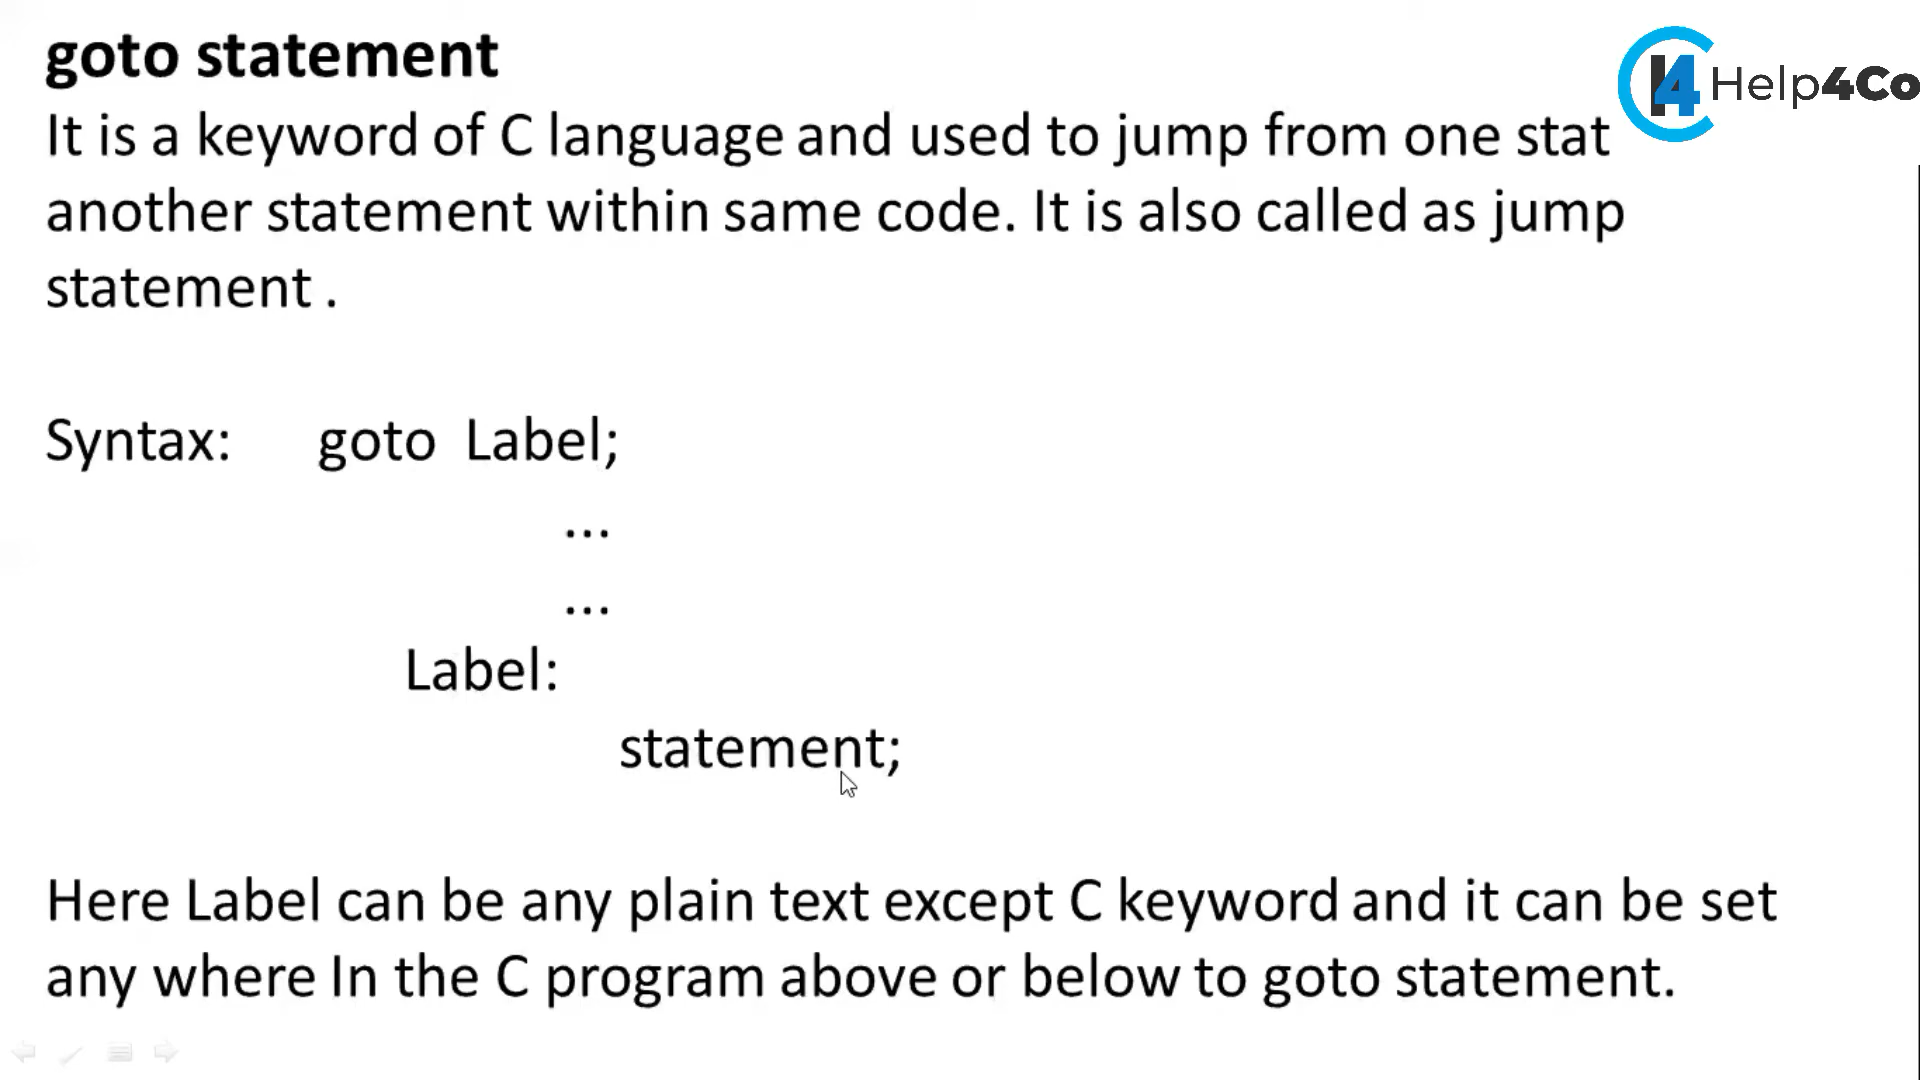 goto statement
Help4Co
It is a keyword of C language and used to jump from one stat
another statement within same code. It is also called as jump
statement .
Syntax: goto Label;
...
...
Label:
statement;
Here Label can be any plain text except C keyword and it can be set
any where In the C program above or below to goto statement.